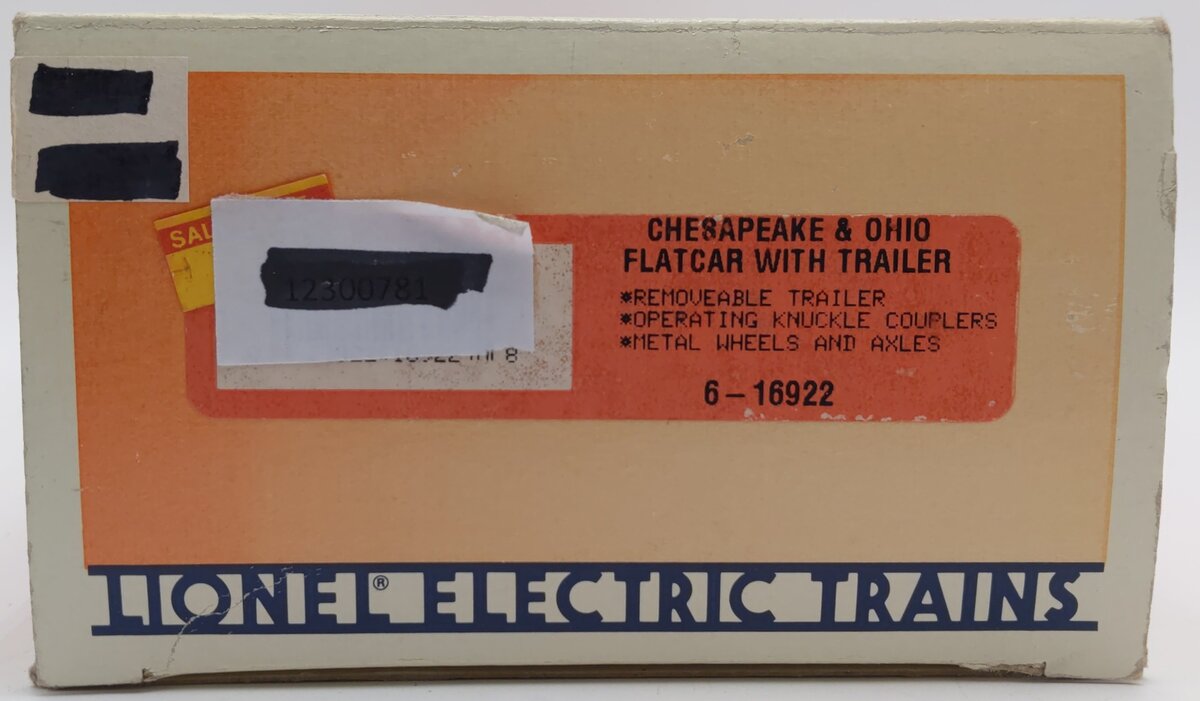 SAL
12300781
CHESAPEAKE & OHIO
FLATCAR WITH TRAILER
*REMOVEABLE TRAILER
*OPERATING KNUCKLE COUPLERS
*METAL WHEELS AND AXLES
6-16922
LIONEL® ELECTRIC TRAINS